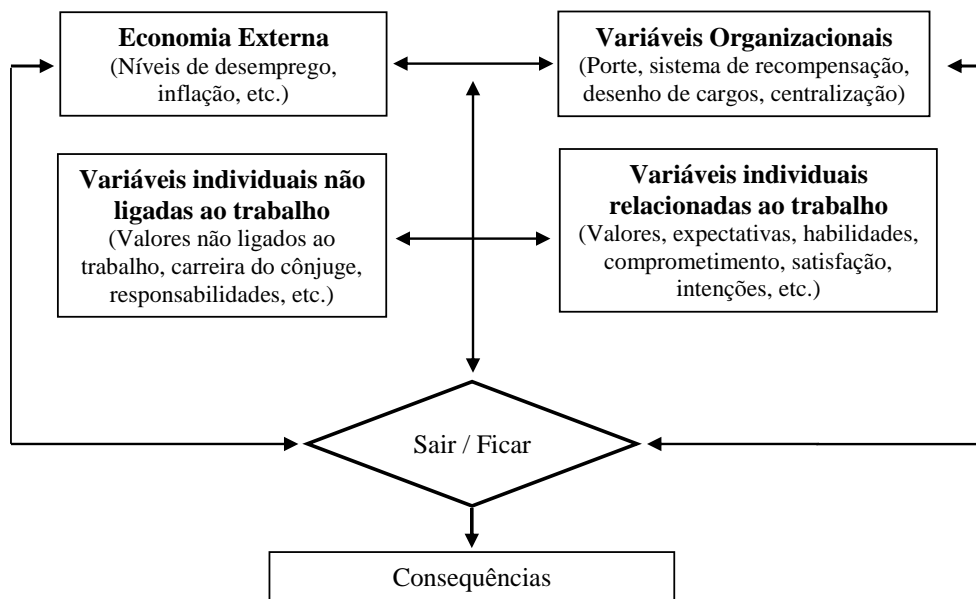 Economia Externa
(Níveis de desemprego,
inflação, etc.)
Variáveis Organizacionais
(Porte, sistema de recompensação,
desenho de cargos, centralização)
Variáveis individuais não
ligadas ao trabalho
(Valores não ligados ao
trabalho, carreira do cônjuge,
responsabilidades, etc.)
Variáveis individuais
relacionadas ao trabalho
(Valores, expectativas, habilidades,
comprometimento, satisfação,
intenções, etc.)
Sair / Ficar
Consequências